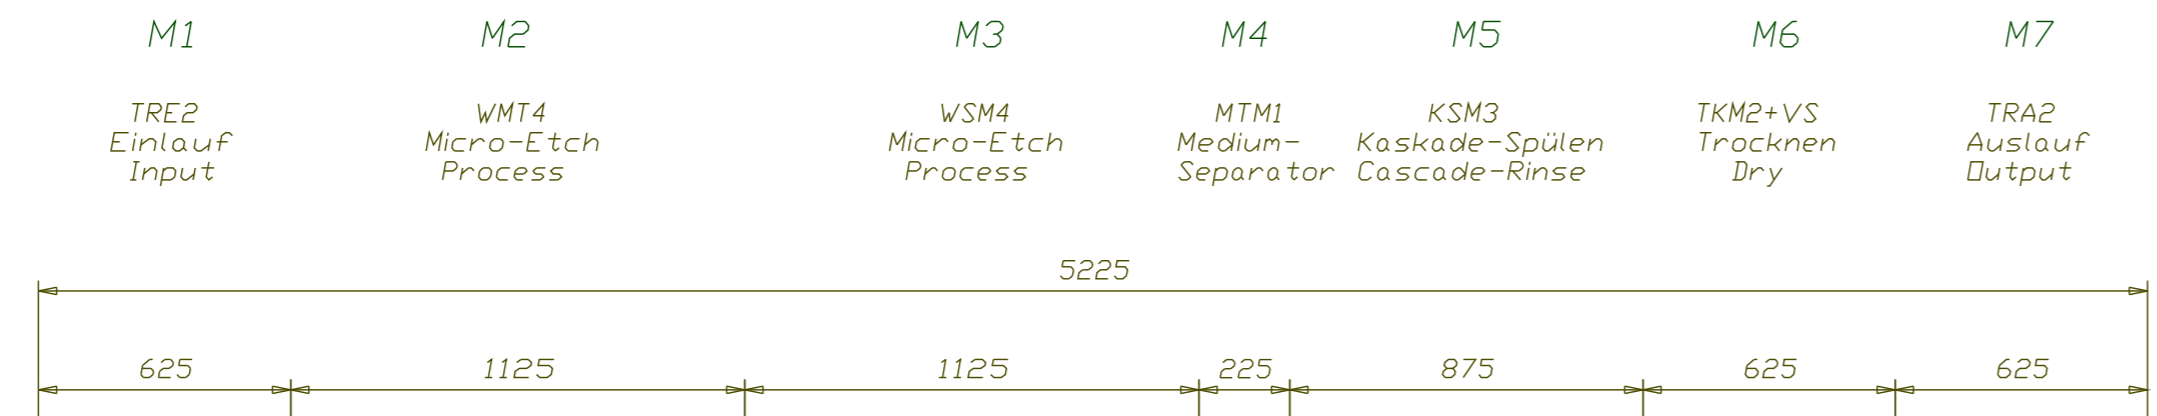 M1 M2 M3 M4 M5 M6 M7
TRE2 WMT4 WSM4 MTM1 KSM3 TKM2+VS TRA2
Einlauf Micro-Etch Micro-Etch Medium- Kaskade-Spülen Trocknen Auslauf
Input Process Process Separator Cascade-Rinse Dry Output
5225
625 1125 1125 225 875 625 625